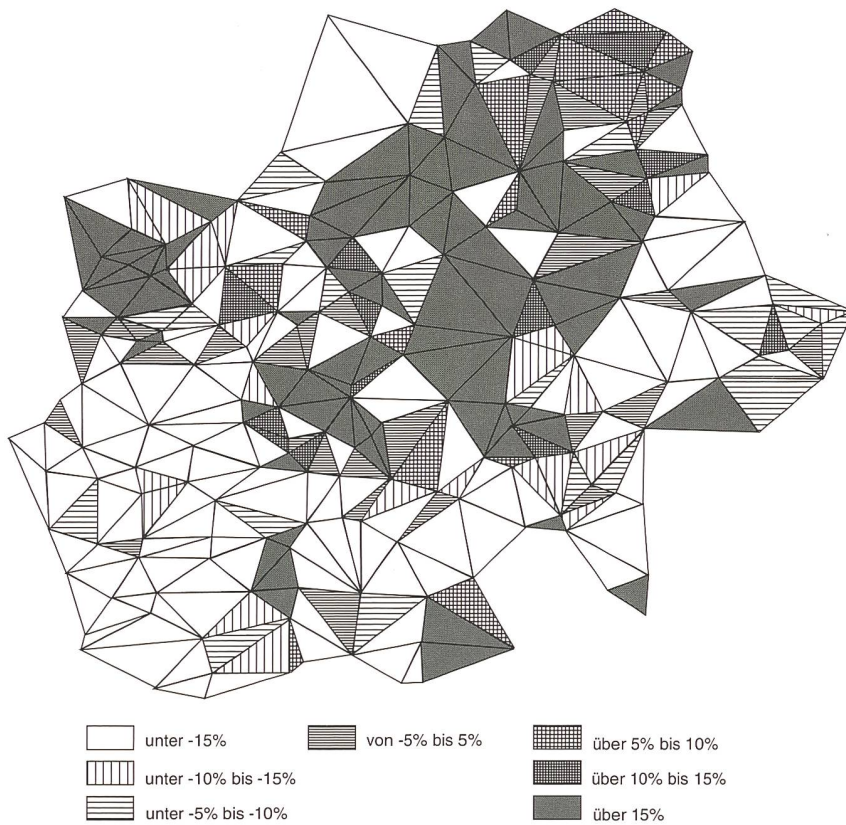 unter -15%
unter -10% bis -15%
unter -5% bis -10%
von -5% bis 5%
über 5% bis 10%
über 10% bis 15%
über 15%